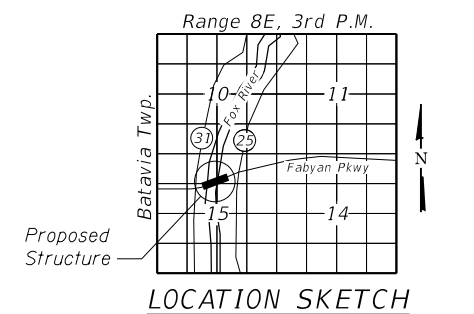 Range 8E, 3rd P.M.
Batavia Twp.
10
11
Fox River
31
25
Fabyan Pkwy
N
15
14
Proposed
Structure
LOCATION SKETCH